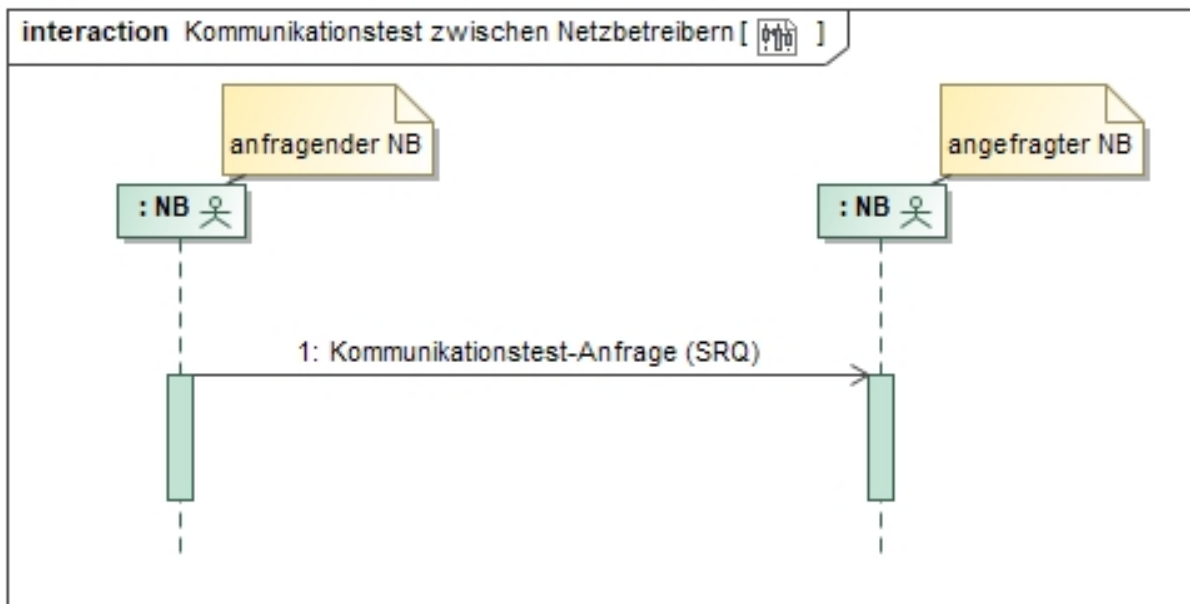 interaction Kommunikationstest zwischen Netzbetreibern [ ]
anfragender NB
angefragter NB
: NB
: NB
1: Kommunikationstest-Anfrage (SRQ)